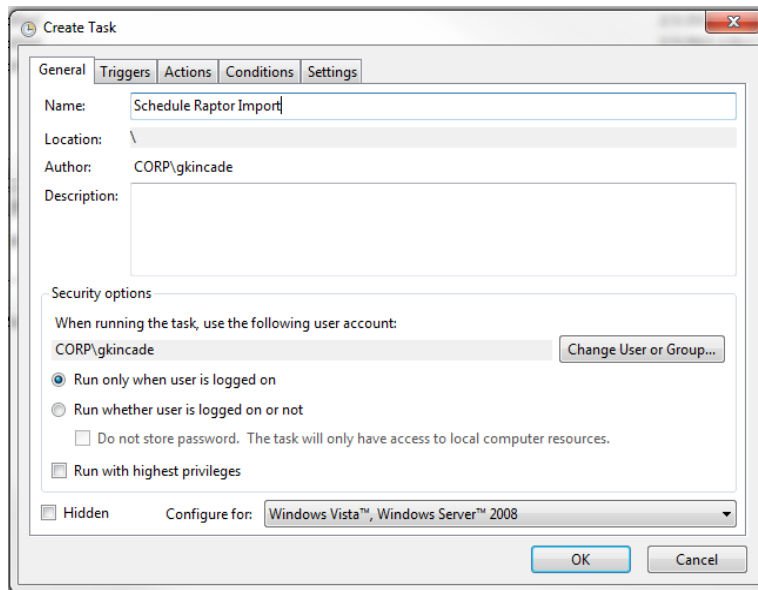 Create Task
General Triggers Actions Conditions Settings
Name: Schedule Raptor Import
Location: \
Author: CORP\gkincade
Description:
Security options
When running the task, use the following user account:
CORP\gkincade Change User or Group...
Run only when user is logged on
Run whether user is logged on or not
Do not store password. The task will only have access to local computer resources.
Run with highest privileges
Hidden Configure for: Windows Vista™, Windows Server™ 2008
OK Cancel